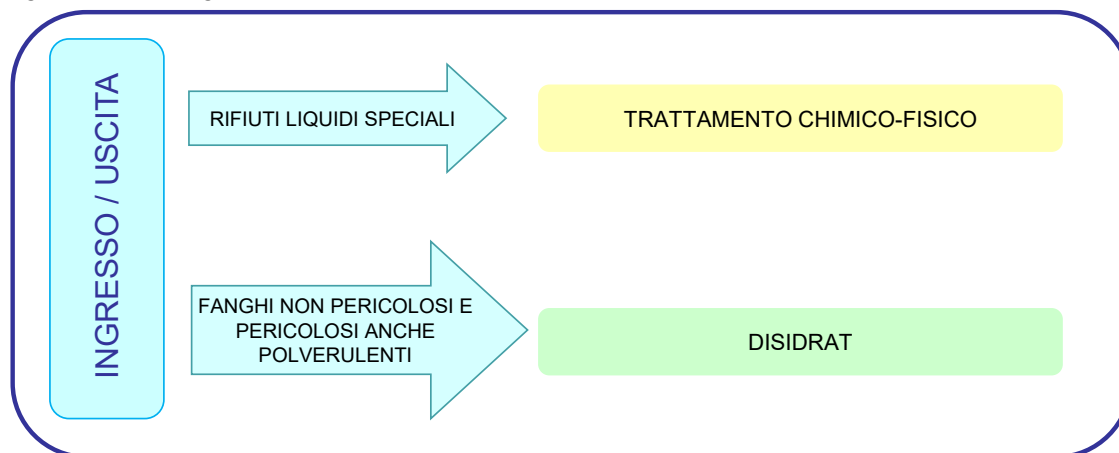 INGRESSO / USCITA
RIFIUTI LIQUIDI SPECIALI
TRATTAMENTO CHIMICO-FISICO
FANGHI NON PERICOLOSI E
PERICOLOSI ANCHE
POLVERULENTI
DISIDRAT